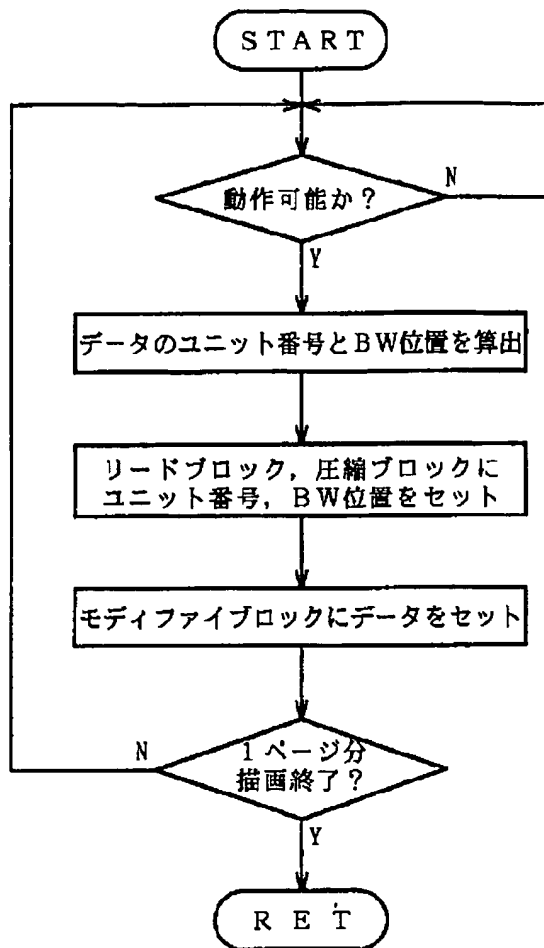 ＳＴＡＲＴ
動作可能か？
N
Y
データのユニット番号とＢＷ位置を算出
リードブロック，圧縮ブロックに
ユニット番号，ＢＷ位置をセット
モディファイブロックにデータをセット
N
１ページ分
描画終了？
Y
ＲＥＴ